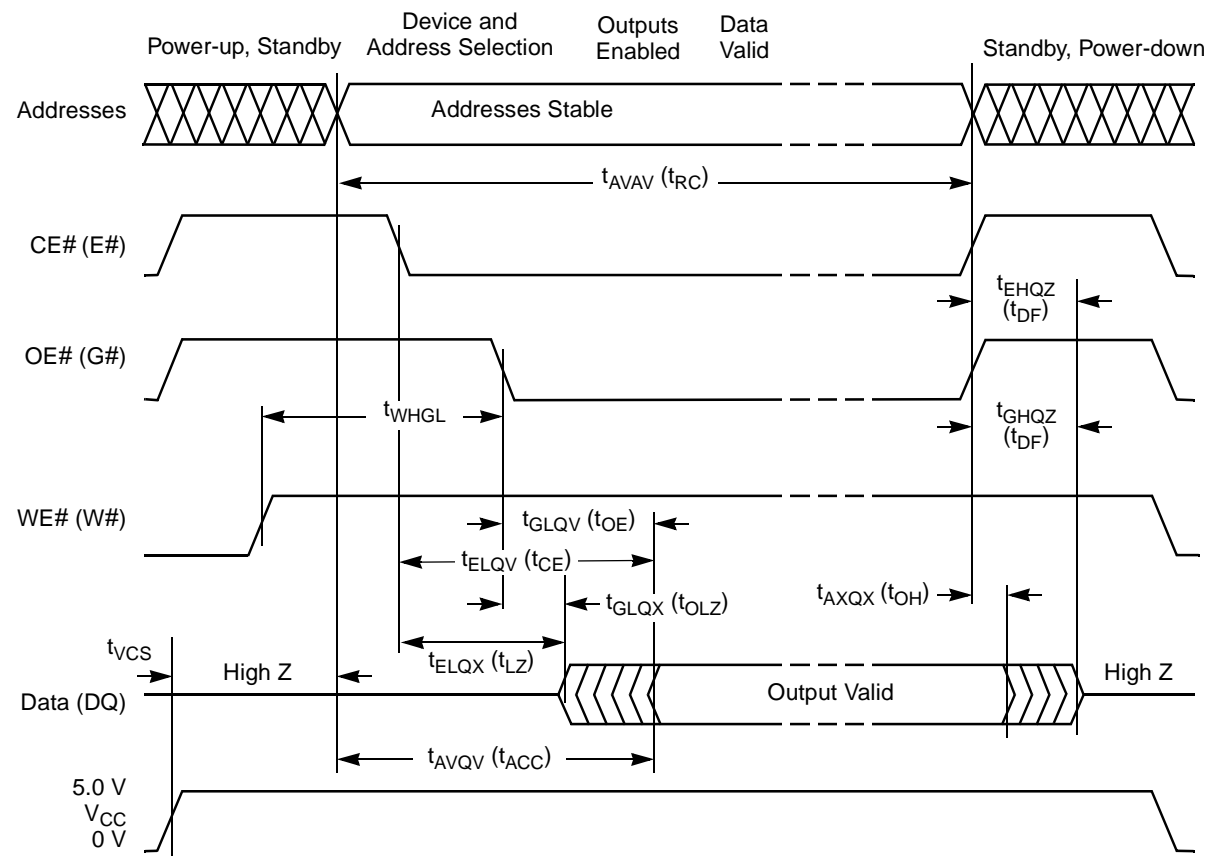 Power-up, Standby
Device and
Address Selection
Outputs
Enabled
Data
Valid
Standby, Power-down
Addresses
Addresses Stable
tAVAV (tRC)
CE# (E#)
tEHQZ
(tDF)
OE# (G#)
tWHGL
tGHQZ
(tDF)
WE# (W#)
tGLQV (tOE)
tELQV (tCE)
tGLQX (tOLZ)
tAXQX (tOH)
tVCS
High Z
tELQX (tLZ)
Data (DQ)
Output Valid
High Z
tAVQV (tACC)
5.0 V
VCC
0 V